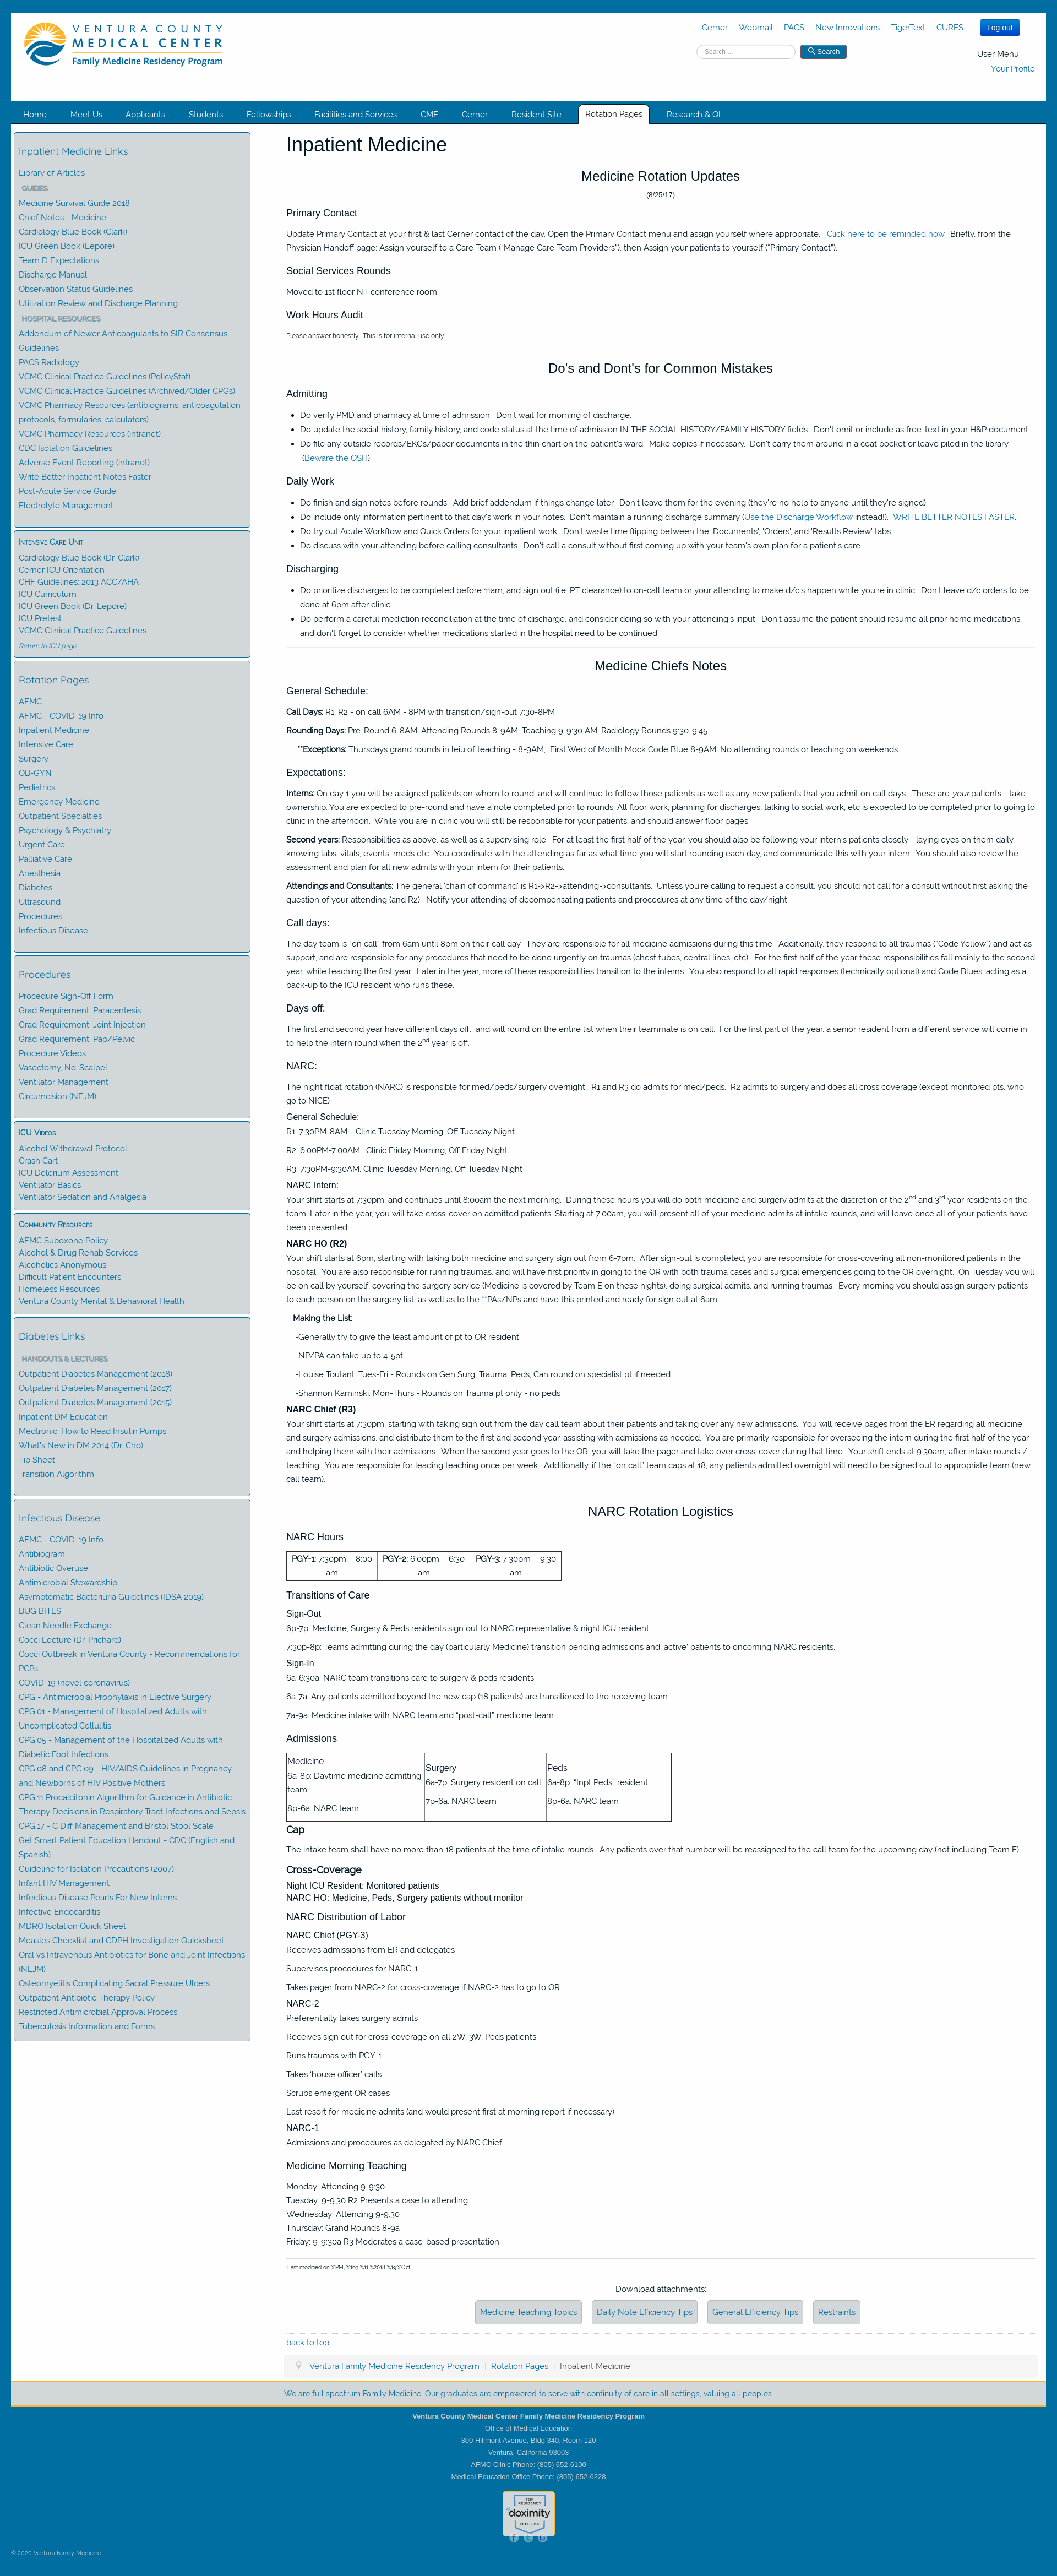 VENTURA COUNTY
MEDICAL CENTER
Family Medicine Residency Program
Cerner Webmail PACS New Innovations TigerText CURES Log out
Search ... Search
User Menu
Your Profile
Home Meet Us Applicants Students Fellowships Facilities and Services CME Cerner Resident Site Rotation Pages Research & QI
Inpatient Medicine Links
Library of Articles
GUIDES
Medicine Survival Guide 2018
Chief Notes - Medicine
Cardiology Blue Book (Clark)
ICU Green Book (Lepore)
Team D Expectations
Discharge Manual
Observation Status Guidelines
Utilization Review and Discharge Planning
HOSPITAL RESOURCES
Addendum of Newer Anticoagulants to SIR Consensus
Guidelines
PACS Radiology
VCMC Clinical Practice Guidelines (PolicyStat)
VCMC Clinical Practice Guidelines (Archived/Older CPGs)
VCMC Pharmacy Resources (antibiograms, anticoagulation
protocols, formularies, calculators)
VCMC Pharmacy Resources (intranet)
CDC Isolation Guidelines
Adverse Event Reporting (intranet)
Write Better Inpatient Notes Faster
Post-Acute Service Guide
Electrolyte Management
Intensive Care Unit
Cardiology Blue Book (Dr. Clark)
Cerner ICU Orientation
CHF Guidelines: 2013 ACC/AHA
ICU Curriculum
ICU Green Book (Dr. Lepore)
ICU Pretest
VCMC Clinical Practice Guidelines
Return to ICU page
Rotation Pages
AFMC
AFMC - COVID-19 Info
Inpatient Medicine
Intensive Care
Surgery
OB-GYN
Pediatrics
Emergency Medicine
Outpatient Specialties
Psychology & Psychiatry
Urgent Care
Palliative Care
Anesthesia
Diabetes
Ultrasound
Procedures
Infectious Disease
Procedures
Procedure Sign-Off Form
Grad Requirement: Paracentesis
Grad Requirement: Joint Injection
Grad Requirement: Pap/Pelvic
Procedure Videos
Vasectomy, No-Scalpel
Ventilator Management
Circumcision (NEJM)
ICU Videos
Alcohol Withdrawal Protocol
Crash Cart
ICU Delerium Assessment
Ventilator Basics
Ventilator Sedation and Analgesia
Community Resources
AFMC Suboxone Policy
Alcohol & Drug Rehab Services
Alcoholics Anonymous
Difficult Patient Encounters
Homeless Resources
Ventura County Mental & Behavioral Health
Diabetes Links
HANDOUTS & LECTURES
Outpatient Diabetes Management (2018)
Outpatient Diabetes Management (2017)
Outpatient Diabetes Management (2015)
Inpatient DM Education
Medtronic: How to Read Insulin Pumps
What's New in DM 2014 (Dr. Cho)
Tip Sheet
Transition Algorithm
Infectious Disease
AFMC - COVID-19 Info
Antibiogram
Antibiotic Overuse
Antimicrobial Stewardship
Asymptomatic Bacteriuria Guidelines (IDSA 2019)
BUG BITES
Clean Needle Exchange
Cocci Lecture (Dr. Prichard)
Cocci Outbreak in Ventura County - Recommendations for
PCPs
COVID-19 (novel coronavirus)
CPG - Antimicrobial Prophylaxis in Elective Surgery
CPG.01 - Management of Hospitalized Adults with
Uncomplicated Cellulitis
CPG.05 - Management of the Hospitalized Adults with
Diabetic Foot Infections
CPG.08 and CPG.09 - HIV/AIDS Guidelines in Pregnancy
and Newborns of HIV Positive Mothers
CPG.11 Procalcitonin Algorithm for Guidance in Antibiotic
Therapy Decisions in Respiratory Tract Infections and Sepsis
CPG.17 - C Diff Management and Bristol Stool Scale
Get Smart Patient Education Handout - CDC (English and
Spanish)
Guideline for Isolation Precautions (2007)
Infant HIV Management
Infectious Disease Pearls For New Interns
Infective Endocarditis
MDRO Isolation Quick Sheet
Measles Checklist and CDPH Investigation Quicksheet
Oral vs Intravenous Antibiotics for Bone and Joint Infections
(NEJM)
Osteomyelitis Complicating Sacral Pressure Ulcers
Outpatient Antibiotic Therapy Policy
Restricted Antimicrobial Approval Process
Tuberculosis Information and Forms
Inpatient Medicine
Medicine Rotation Updates
(8/25/17)
Primary Contact
Update Primary Contact at your first & last Cerner contact of the day. Open the Primary Contact menu and assign yourself where appropriate. Click here to be reminded how. Briefly, from the
Physician Handoff page: Assign yourself to a Care Team ("Manage Care Team Providers"), then Assign your patients to yourself ("Primary Contact").
Social Services Rounds
Moved to 1st floor NT conference room.
Work Hours Audit
Please answer honestly. This is for internal use only.
Do's and Dont's for Common Mistakes
Admitting
• Do verify PMD and pharmacy at time of admission. Don't wait for morning of discharge.
• Do update the social history, family history, and code status at the time of admission IN THE SOCIAL HISTORY/FAMILY HISTORY fields. Don't omit or include as free-text in your H&P document.
• Do file any outside records/EKGs/paper documents in the thin chart on the patient's ward. Make copies if necessary. Don't carry them around in a coat pocket or leave piled in the library.
(Beware the OSH)
Daily Work
• Do finish and sign notes before rounds. Add brief addendum if things change later. Don't leave them for the evening (they're no help to anyone until they're signed).
• Do include only information pertinent to that day's work in your notes. Don't maintain a running discharge summary (Use the Discharge Workflow instead!). WRITE BETTER NOTES FASTER.
• Do try out Acute Workflow and Quick Orders for your inpatient work. Don't waste time flipping between the 'Documents', 'Orders', and 'Results Review' tabs.
• Do discuss with your attending before calling consultants. Don't call a consult without first coming up with your team's own plan for a patient's care.
Discharging
• Do prioritize discharges to be completed before 11am, and sign out (i.e. PT clearance) to on-call team or your attending to make d/c's happen while you're in clinic. Don't leave d/c orders to be
done at 6pm after clinic.
• Do perform a careful mediction reconciliation at the time of discharge, and consider doing so with your attending's input. Don't assume the patient should resume all prior home medications,
and don't forget to consider whether medications started in the hospital need to be continued
Medicine Chiefs Notes
General Schedule:
Call Days: R1, R2 - on call 6AM - 8PM with transition/sign-out 7:30-8PM
Rounding Days: Pre-Round 6-8AM, Attending Rounds 8-9AM, Teaching 9-9:30 AM, Radiology Rounds 9:30-9:45
**Exceptions: Thursdays grand rounds in leiu of teaching - 8-9AM; First Wed of Month Mock Code Blue 8-9AM, No attending rounds or teaching on weekends.
Expectations:
Interns: On day 1 you will be assigned patients on whom to round, and will continue to follow those patients as well as any new patients that you admit on call days. These are your patients - take
ownership. You are expected to pre-round and have a note completed prior to rounds. All floor work, planning for discharges, talking to social work, etc is expected to be completed prior to going to
in the afternoon. While you are in clinic you will still be responsible for your patients, and should answer floor pages.
Second years: Responsibilities as above, as well as a supervising role. For at least the first half of the year, you should also be following your intern's patients closely - laying eyes on them daily,
knowing labs, vitals, events, meds etc. You coordinate with the attending as far as what time you will start rounding each day, and communicate this with your intern. You should also review the
assessment and plan for all new admits with your intern for their patients.
Attendings and Consultants: The general 'chain of command' is R1->R2->attending->consultants. Unless you're calling to request a consult, you should not call for a consult without first asking the
question of your attending (and R2). Notify your attending of decompensating patients and procedures at any time of the day/night.
Call days:
The day team is "on call" from 6am until 8pm on their call day. They are responsible for all medicine admissions during this time. Additionally, they respond to all traumas ("Code Yellow") and act as
support, and are responsible for any procedures that need to be done urgently on traumas (chest tubes, central lines, etc). For the first half of the year these responsibilities fall mainly to the second
year, while teaching the first year. Later in the year, more of these responsibilities transition to the interns. You also respond to all rapid responses (technically optional) and Code Blues, acting as a
back-up to the ICU resident who runs these.
Days off:
The first and second year have different days off, and will round on the entire list when their teammate is on call. For the first part of the year, a senior resident from a different service will come in
to help the intern round when the 2nd year is off.
NARC:
The night float rotation (NARC) is responsible for med/peds/surgery overnight. R1 and R3 do admits for med/peds. R2 admits to surgery and does all cross coverage (except monitored pts, who
go to NICE)
General Schedule:
R1: 7:30PM-8AM. Clinic Tuesday Morning, Off Tuesday Night
R2: 6:00PM-7:00AM. Clinic Friday Morning, Off Friday Night
R3: 7:30PM-9:30AM. Clinic Tuesday Morning, Off Tuesday Night
NARC Intern:
Your shift starts at 7:30pm, and continues until 8:00am the next morning. During these hours you will do both medicine and surgery admits at the discretion of the 2nd and 3rd year residents on the
team. Later in the year, you will take cross-cover on admitted patients. Starting at 7:00am, you will present all of your medicine admits at intake rounds, and will leave once all of your patients have
been presented.
NARC HO (R2)
Your shift starts at 6pm, starting with taking both medicine and surgery sign out from 6-7pm. After sign-out is completed, you are responsible for cross-covering all non-monitored patients in the
hospital. You are also responsible for running traumas, and will have first priority in going to the OR with both trauma cases and surgical emergencies going to the OR overnight. On Tuesday you will
be on call by yourself, covering the surgery service (Medicine is covered by Team E on these nights), doing surgical admits, and running traumas. Every morning you should assign surgery patients
to each person on the surgery list, as well as to the **PAs/NPs and have this printed and ready for sign out at 6am.
Making the List:
-Generally try to give the least amount of pt to OR resident
-NP/PA can take up to 4-5pt
-Louise Toutant: Tues-Fri - Rounds on Gen Surg, Trauma, Peds. Can round on specialist pt if needed
-Shannon Kaminski: Mon-Thurs - Rounds on Trauma pt only - no peds
NARC Chief (R3)
Your shift starts at 7:30pm, starting with taking sign out from the day call team about their patients and taking over any new admissions. You will receive pages from the ER regarding all medicine
and surgery admissions, and distribute them to the first and second year, assisting with admissions as needed. You are primarily responsible for overseeing the intern during the first half of the year
and helping them with their admissions. When the second year goes to the OR, you will take the pager and take over cross-cover during that time. Your shift ends at 9:30am, after intake rounds /
teaching. You are responsible for leading teaching once per week. Additionally, if the "on call" team caps at 18, any patients admitted overnight will need to be signed out to appropriate team (new
call team).
NARC Rotation Logistics
NARC Hours
PGY-1: 7:30pm – 8:00 PGY-2: 6:00pm – 6:30 PGY-3: 7:30pm – 9:30
am am am
Transitions of Care
Sign-Out
6p-7p: Medicine, Surgery & Peds residents sign out to NARC representative & night ICU resident.
7:30p-8p: Teams admitting during the day (particularly Medicine) transition pending admissions and 'active' patients to oncoming NARC residents.
Sign-In
6a-6:30a: NARC team transitions care to surgery & peds residents.
6a-7a: Any patients admitted beyond the new cap (18 patients) are transitioned to the receiving team
7a-9a: Medicine intake with NARC team and "post-call" medicine team.
Admissions
Medicine
6a-8p: Daytime medicine admitting
team
8p-6a: NARC team
Surgery
6a-7p: Surgery resident on call
7p-6a: NARC team
Peds
6a-8p: "Inpt Peds" resident
8p-6a: NARC team
Cap
The intake team shall have no more than 18 patients at the time of intake rounds. Any patients over that number will be reassigned to the call team for the upcoming day (not including Team E)
Cross-Coverage
Night ICU Resident: Monitored patients
NARC HO: Medicine, Peds, Surgery patients without monitor
NARC Distribution of Labor
NARC Chief (PGY-3)
Receives admissions from ER and delegates
Supervises procedures for NARC-1
Takes pager from NARC-2 for cross-coverage if NARC-2 has to go to OR
NARC-2
Preferentially takes surgery admits
Receives sign out for cross-coverage on all 2W, 3W, Peds patients.
Runs traumas with PGY-1
Takes 'house officer' calls
Scrubs emergent OR cases
Last resort for medicine admits (and would present first at morning report if necessary)
NARC-1
Admissions and procedures as delegated by NARC Chief.
Medicine Morning Teaching
Monday: Attending 9-9:30
Tuesday: 9-9:30 R2 Presents a case to attending
Wednesday: Attending 9-9:30
Thursday: Grand Rounds 8-9a
Friday: 9-9:30a R3 Moderates a case-based presentation
Last modified on %PM, %163 %11 %2018 %19:%Oct
Download attachments:
Medicine Teaching Topics Daily Note Efficiency Tips General Efficiency Tips Restraints
back to top
Ventura Family Medicine Residency Program | Rotation Pages | Inpatient Medicine
We are full spectrum Family Medicine. Our graduates are empowered to serve with continuity of care in all settings, valuing all peoples.
Ventura County Medical Center Family Medicine Residency Program
Office of Medical Education
300 Hillmont Avenue, Bldg 340, Room 120
Ventura, California 93003
AFMC Clinic Phone: (805) 652-6100
Medical Education Office Phone: (805) 652-6228
TOP
RESIDENCY
doximity
© 2020 Ventura Family Medicine